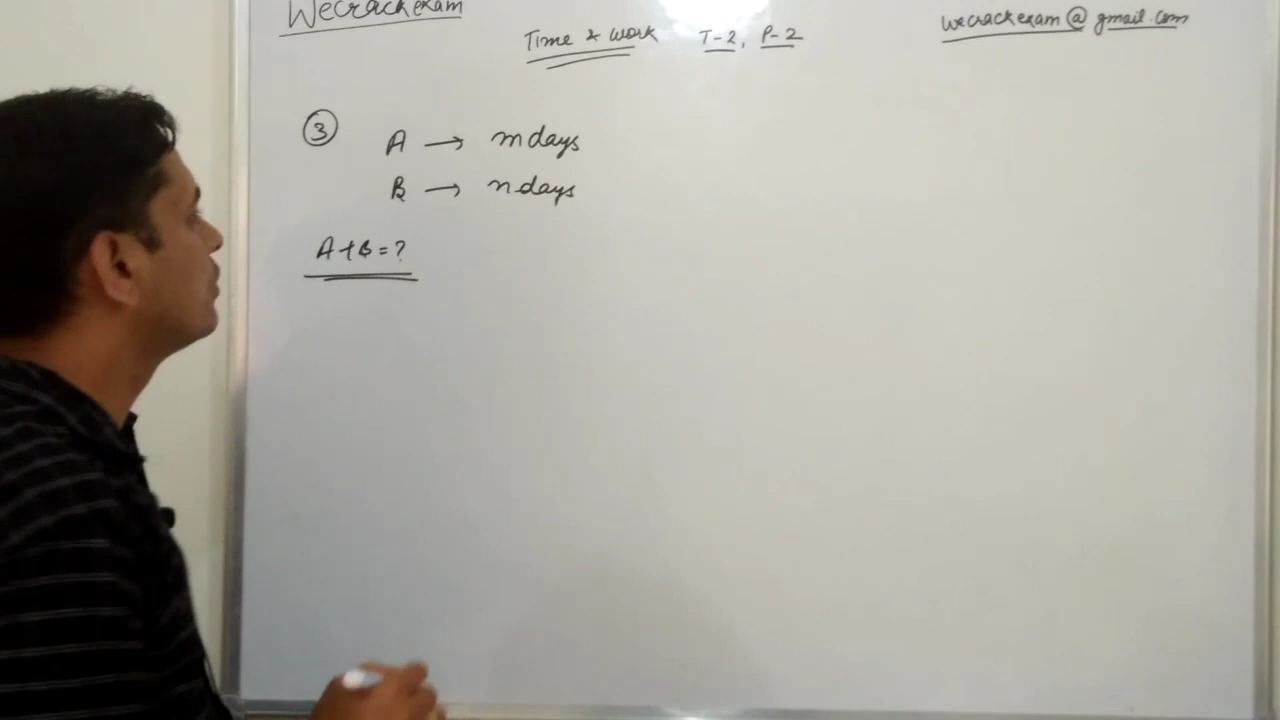 Wecrackexam
Time & work T-2, P-2
wecrackexam@gmail.com
3 A → m days
B → n days
A+B=?